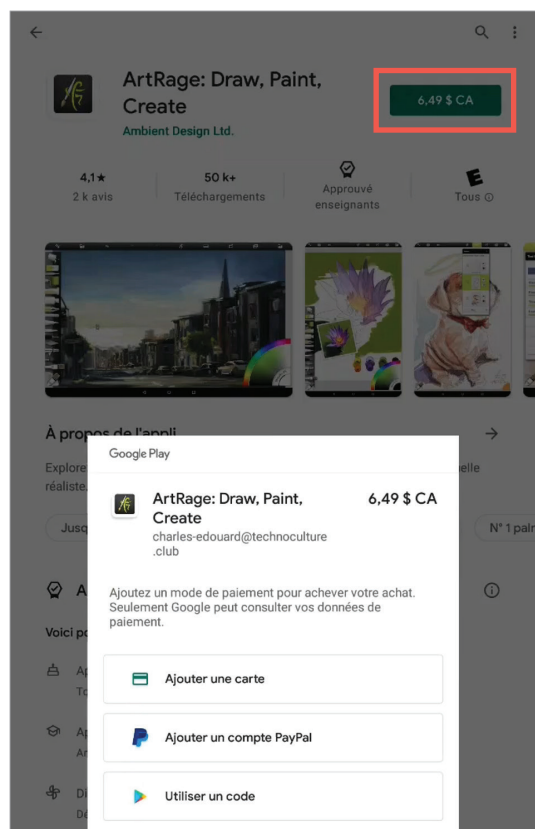 ArtRage: Draw, Paint,
Create
Ambient Design Ltd.
6,49 $ CA
4,1★
2 k avis
50 k+
Téléchargements
Approuvé
enseignants
Tous
À propos de l'appli
Explore
elle
réaliste.
Jusq
N° 1 palr
Voici po
Google Play
ArtRage: Draw, Paint,
Create
6,49 $ CA
charles-edouard@technoculture
.club
Ajoutez un mode de paiement pour achever votre achat.
Seulement Google peut consulter vos données de
paiement.
Ajouter une carte
Ajouter un compte PayPal
Utiliser un code